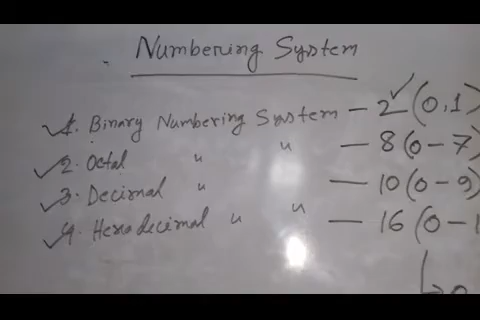 Numbering System
1. Binary Numbering System - 2 (0,1)
2. Octal " " - 8 (0-7)
3. Decimal " - 10 (0-9)
4. Hexadecimal " " - 16 (0-1